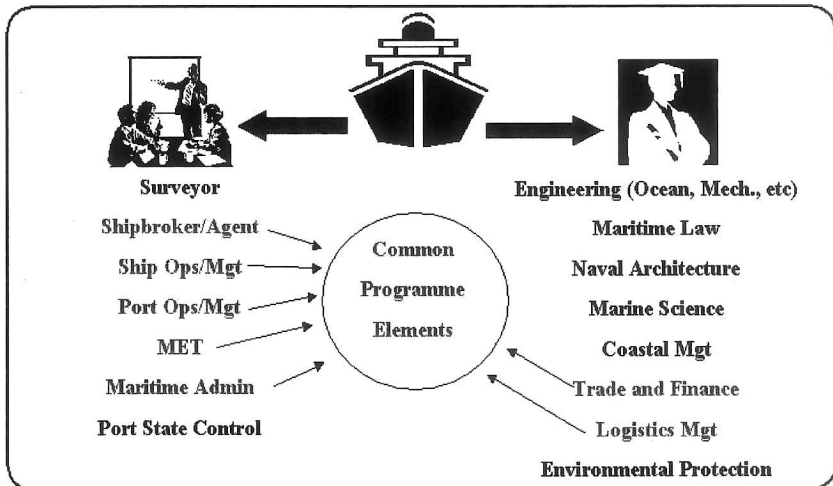 Surveyor
Shipbroker/Agent
Ship Ops/Mgt
Port Ops/Mgt
MET
Maritime Admin
Port State Control
Common
Programme
Elements
Engineering (Ocean, Mech., etc)
Maritime Law
Naval Architecture
Marine Science
Coastal Mgt
Trade and Finance
Logistics Mgt
Environmental Protection